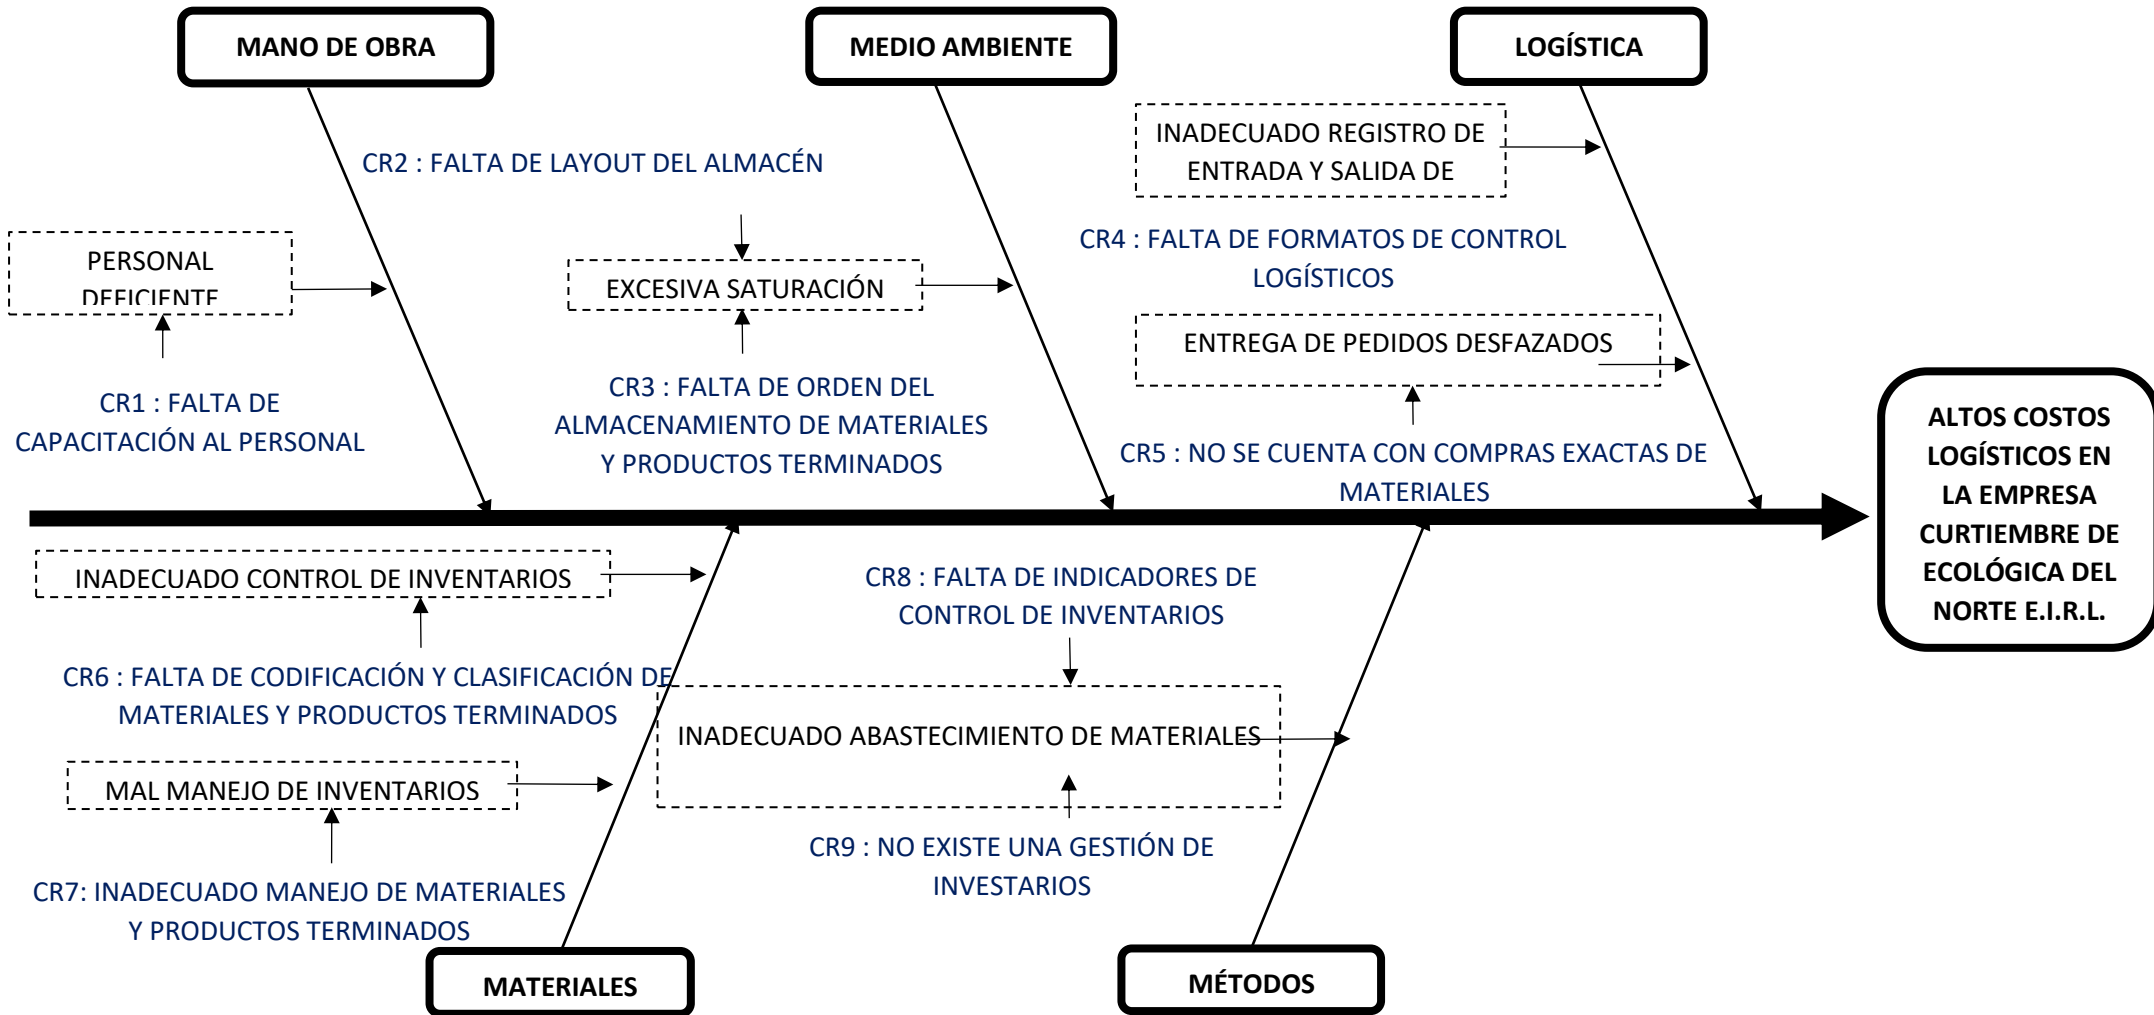 MANO DE OBRA
MEDIO AMBIENTE
LOGÍSTICA
INADECUADO REGISTRO DE
ENTRADA Y SALIDA DE
CR2 : FALTA DE LAYOUT DEL ALMACÉN
CR4 : FALTA DE FORMATOS DE CONTROL
LOGÍSTICOS
PERSONAL
DEFICIENTE
EXCESIVA SATURACIÓN
ENTREGA DE PEDIDOS DESFAZADOS
CR1 : FALTA DE
CAPACITACIÓN AL PERSONAL
CR3 : FALTA DE ORDEN DEL
ALMACENAMIENTO DE MATERIALES
Y PRODUCTOS TERMINADOS
CR5 : NO SE CUENTA CON COMPRAS EXACTAS DE
MATERIALES
ALTOS COSTOS
LOGÍSTICOS EN
LA EMPRESA
CURTIEMBRE DE
ECOLÓGICA DEL
NORTE E.I.R.L.
INADECUADO CONTROL DE INVENTARIOS
CR8 : FALTA DE INDICADORES DE
CONTROL DE INVENTARIOS
CR6 : FALTA DE CODIFICACIÓN Y CLASIFICACIÓN DE
MATERIALES Y PRODUCTOS TERMINADOS
INADECUADO ABASTECIMIENTO DE MATERIALES
MAL MANEJO DE INVENTARIOS
CR9 : NO EXISTE UNA GESTIÓN DE
INVESTARIOS
CR7: INADECUADO MANEJO DE MATERIALES
Y PRODUCTOS TERMINADOS
MATERIALES
MÉTODOS